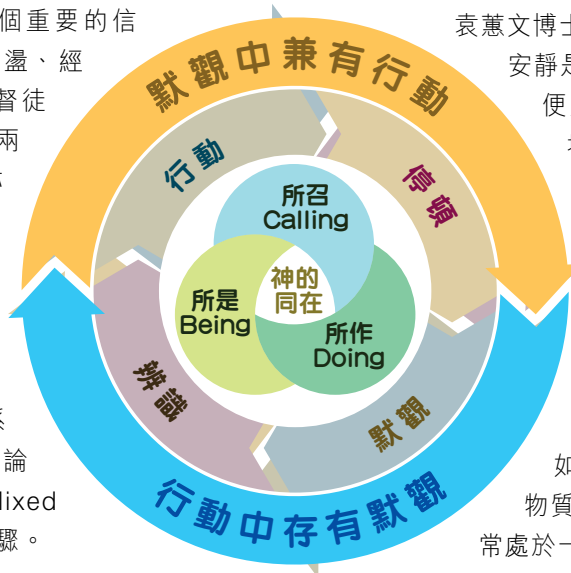 個重要的信
盪、經
督徒
兩
袁蕙文博士
安靜是
便
默觀中兼有行動
行動
停頓
所召
Calling
神的
同在
所是
Being
所作
Doing
辨識
默觀
行動中存有默觀
論
ixed
驟。
如
物質
常處於一